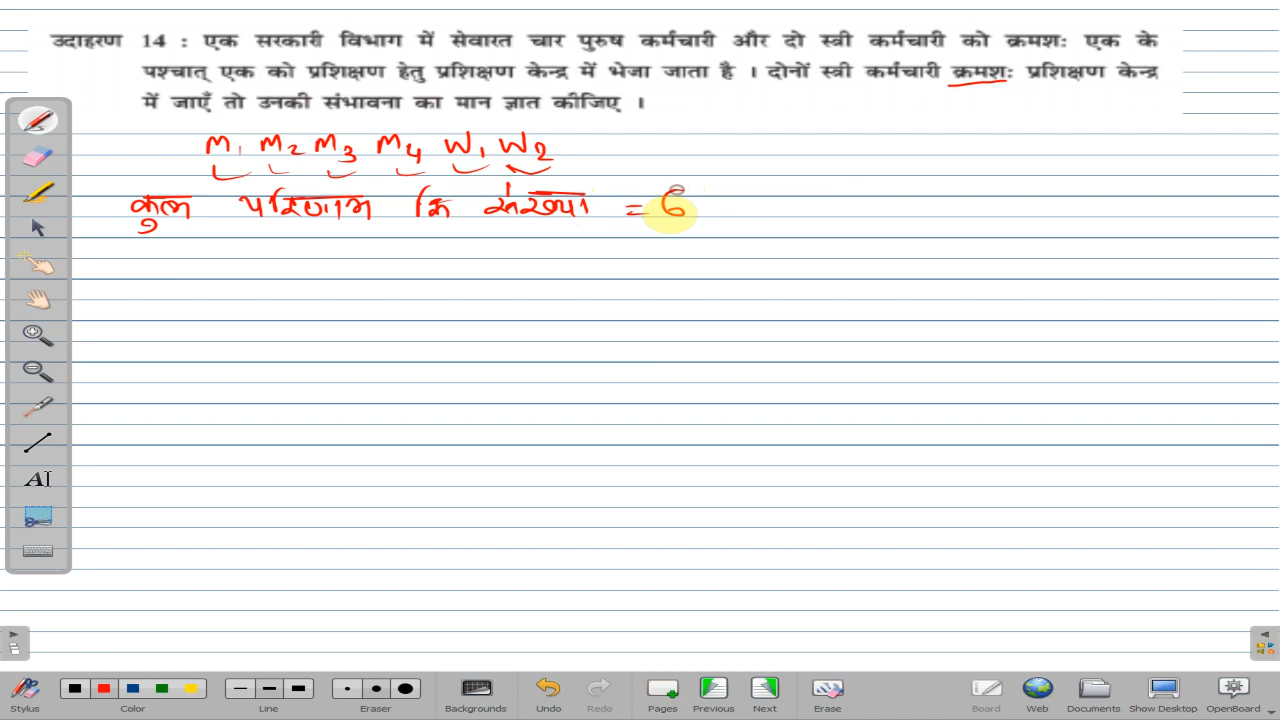 उदाहरण 14 : एक सरकारी विभाग में सेवारत चार पुरुष कर्मचारी और दो स्त्री कर्मचारी को क्रमशः एक के
पश्चात् एक को प्रशिक्षण हेतु प्रशिक्षण केन्द्र में भेजा जाता है । दोनों स्त्री कर्मचारी क्रमशः प्रशिक्षण केन्द्र
में जाएँ तो उनकी संभावना का मान ज्ञात कीजिए ।
M1 M2 M3 M4 W1 W2
कुल परिणाम कि संख्या = 6
AI
Stylus Color Line Eraser Backgrounds Undo Redo Pages Previous Next Erase Board Web Documents Show Desktop OpenBoard